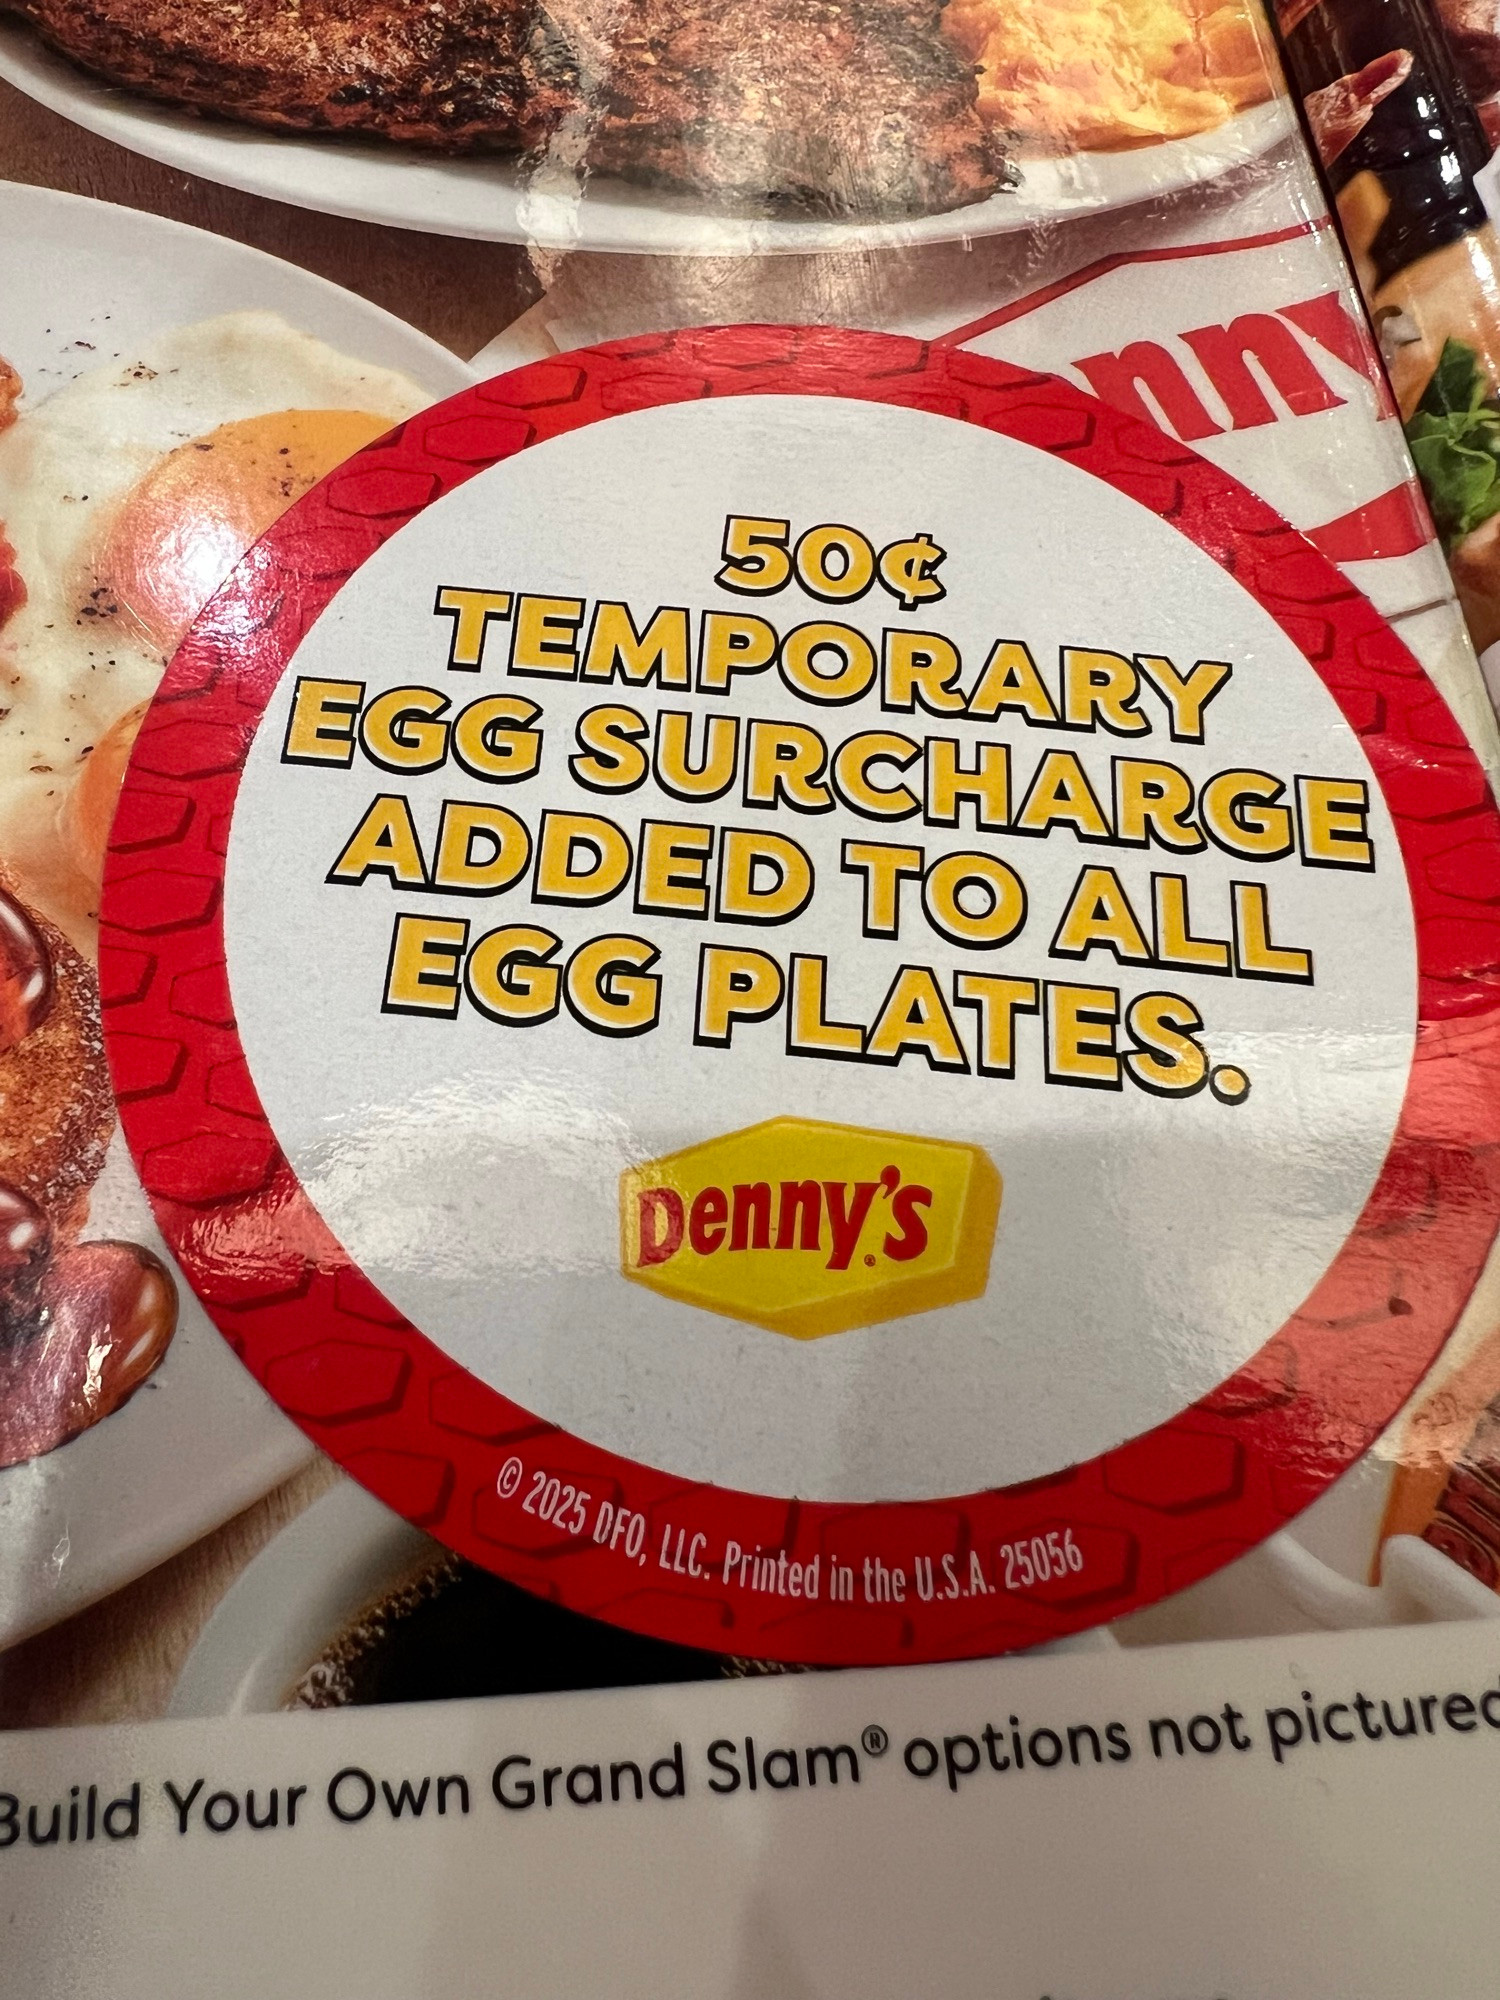 50¢
TEMPORARY
EGG SURCHARGE
ADDED TO ALL
EGG PLATES.
Denny's®
© 2025 DFO, LLC. Printed in the U.S.A. 25056
Build Your Own Grand Slam® options not pictured